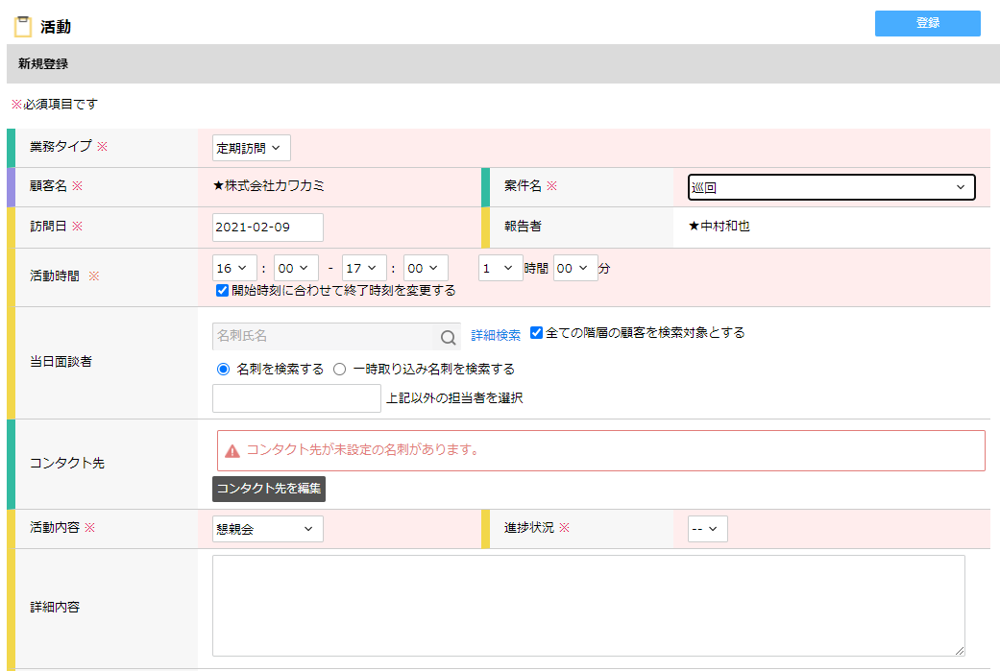 活動
登録
新規登録
※必須項目です
業務タイプ ※ 定期訪問
顧客名 ※ ★株式会社カワカミ 案件名 ※ 巡回
訪問日 ※ 2021-02-09 報告者 ★中村和也
活動時間 ※ 16 : 00 - 17 : 00 1 時間 00 分
開始時刻に合わせて終了時刻を変更する
当日面談者 名刺氏名 詳細検索 全ての階層の顧客を検索対象とする
名刺を検索する 一時取り込み名刺を検索する
上記以外の担当者を選択
コンタクト先 コンタクト先が未設定の名刺があります。
コンタクト先を編集
活動内容 ※ 懇親会 進捗状況 ※ --
詳細内容